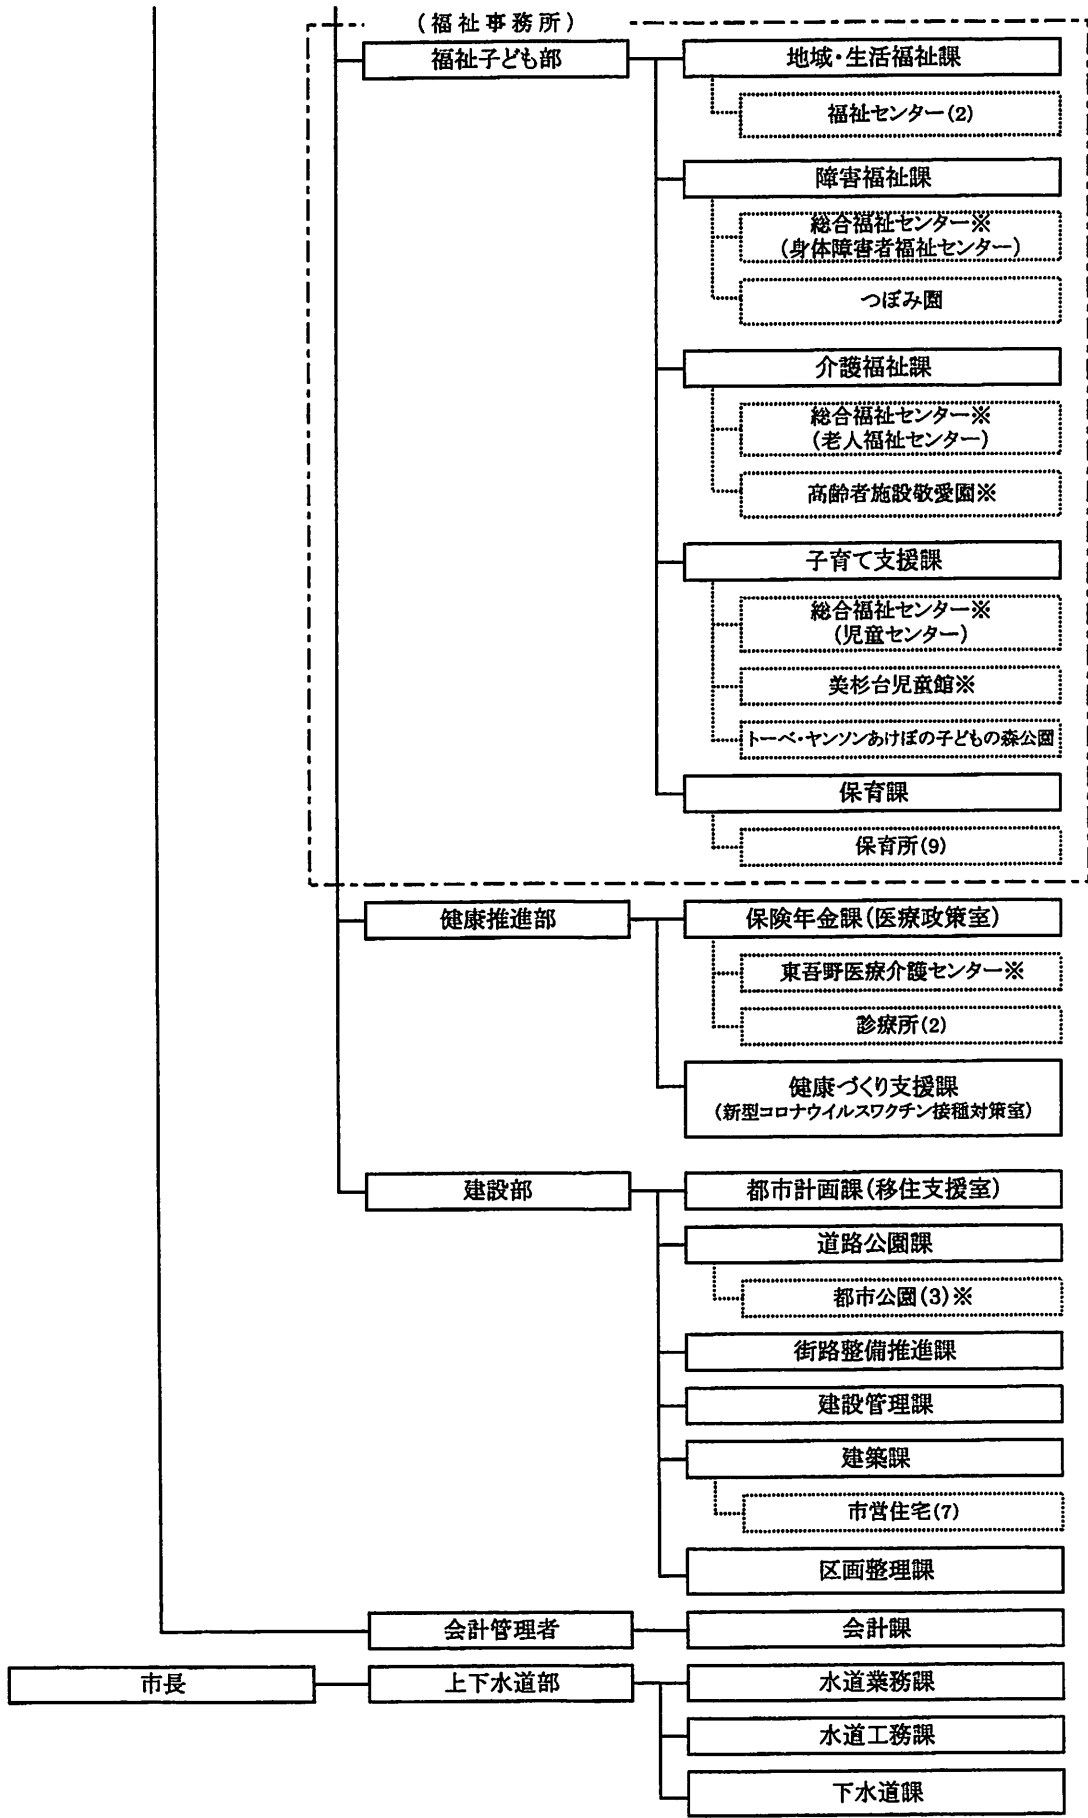 (福祉事務所)
福祉子ども部
地域・生活福祉課
福祉センター(2)
障害福祉課
総合福祉センター※
(身体障害者福祉センター)
つぼみ園
介護福祉課
総合福祉センター※
(老人福祉センター)
高齢者施設敬愛園※
子育て支援課
総合福祉センター※
(児童センター)
美杉台児童館※
トーベ・ヤンソンあけぼの子どもの森公園
保育課
保育所(9)
健康推進部
保険年金課(医療政策室)
東吾野医療介護センター※
診療所(2)
健康づくり支援課
(新型コロナウイルスワクチン接種対策室)
建設部
都市計画課(移住支援室)
道路公園課
都市公園(3)※
街路整備推進課
建設管理課
建築課
市営住宅(7)
区画整理課
会計管理者
会計課
市長
上下水道部
水道業務課
水道工務課
下水道課